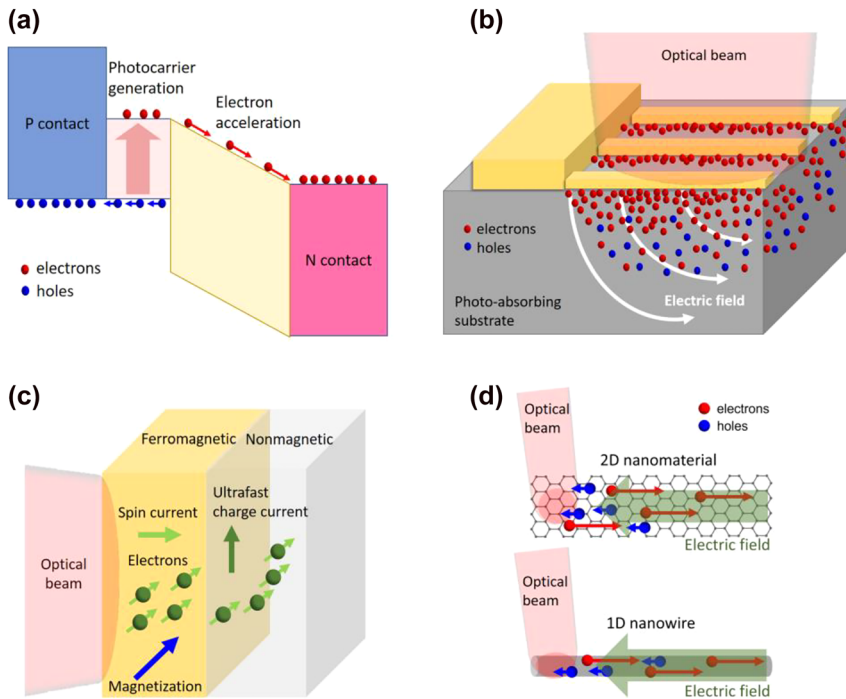 (a)
Photocarrier
generation
Electron
acceleration
P contact
N contact
electrons
holes
(b)
Optical beam
electrons
holes
Electric field
Photo-absorbing
substrate
(c)
Ferromagnetic
Nonmagnetic
Ultrafast
charge current
Spin current
Optical
beam
Electrons
Magnetization
(d)
Optical
beam
electrons
holes
2D nanomaterial
Electric field
Optical
beam
1D nanowire
Electric field